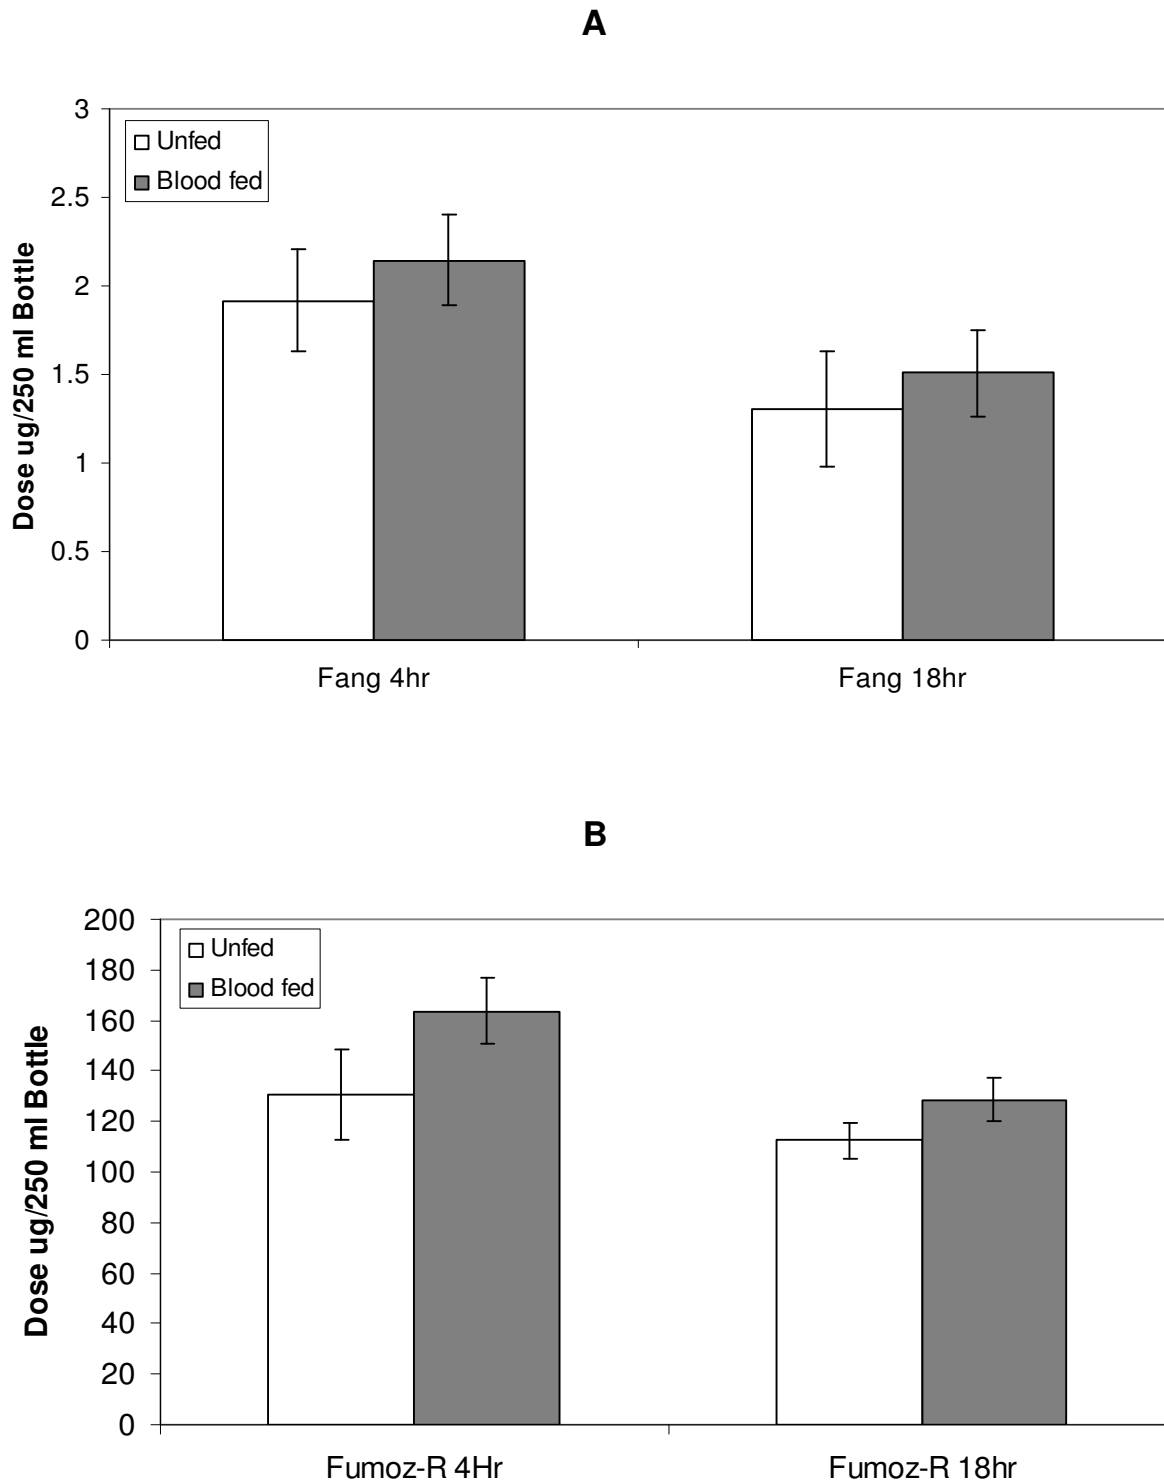 A
3
2.5
2
1.5
1
0.5
0
Dose ug/250 ml Bottle
Unfed
Blood fed
Fang 4hr
Fang 18hr
B
200
180
160
140
120
100
80
60
40
20
0
Dose ug/250 ml Bottle
Unfed
Blood fed
Fumoz-R 4Hr
Fumoz-R 18hr